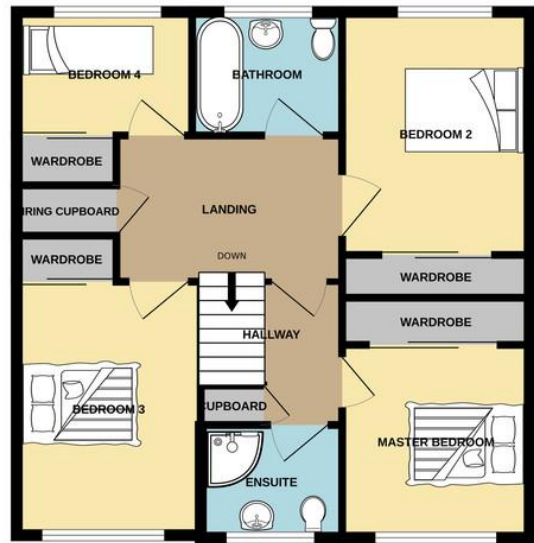 BEDROOM 4
BATHROOM
BEDROOM 2
WARDROBE
IRING CUPBOARD
LANDING
WARDROBE
DOWN
WARDROBE
WARDROBE
HALLWAY
CUPBOARD
BEDROOM 3
MASTER BEDROOM
ENSUITE